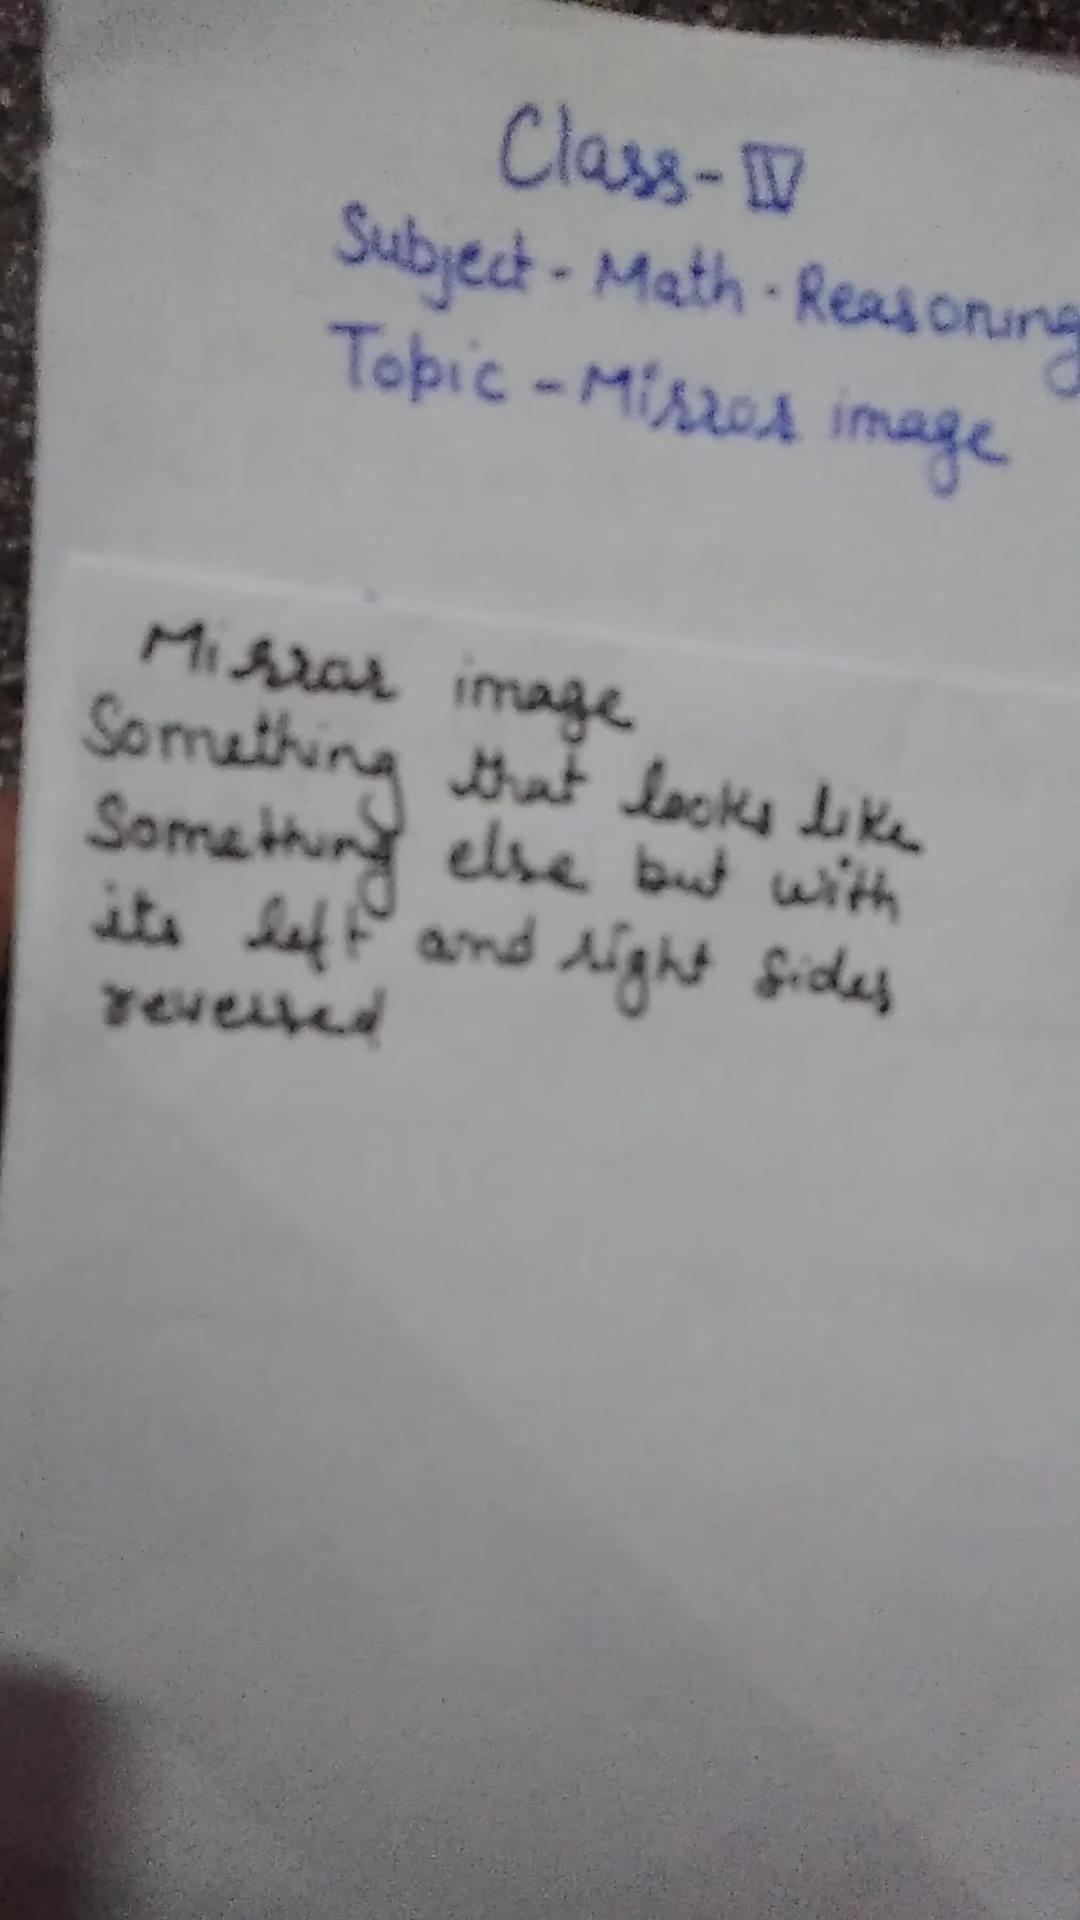 Class-IV
Subject - Math - Reasoning
Topic - Mirror image
Mirror image
Something that looks like
Something else but with
its left and right sides
reversed